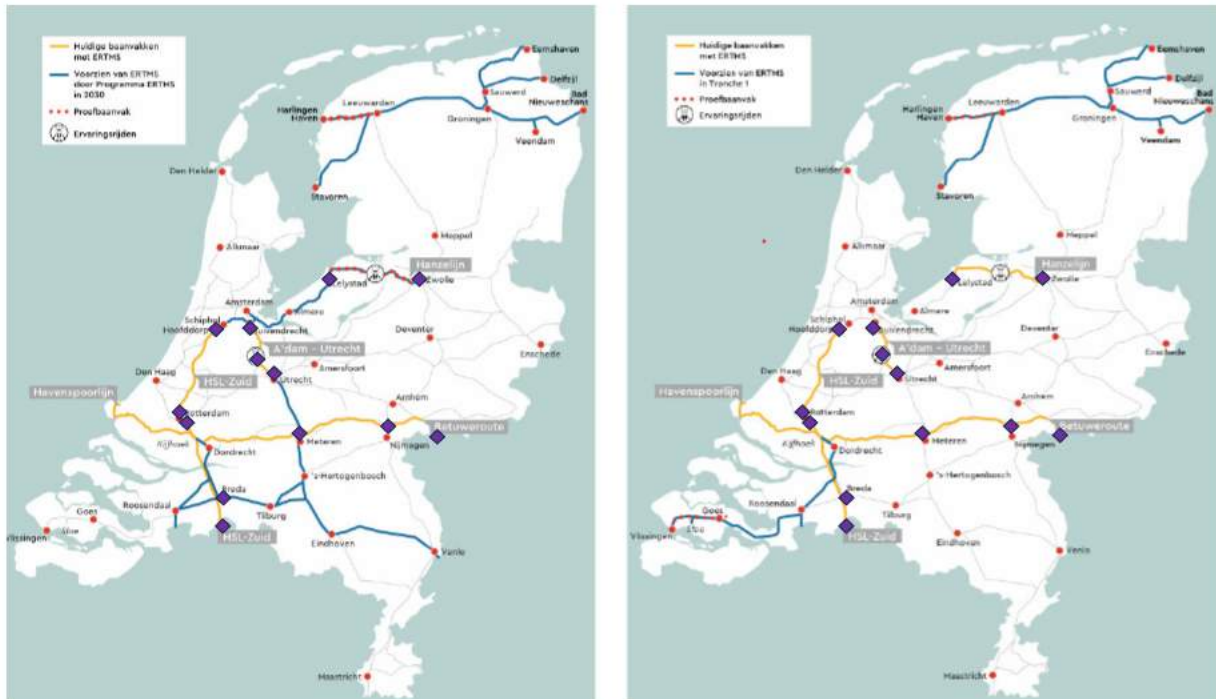 Huidige baanvakken
met ERTMS
Voorzien van ERTMS
door Programma ERTMS
in 2030
Proefbaanvak
Ervaringsrijden
Eemshaven
Delfzijl
Sauwerd
Bad
Nieuweschans
Leeuwarden
Harlingen
Haven
Groningen
Veendam
Den Helder
Stavoren
Meppel
Alkmaar
Hanzelijn
Lelystad
Zwolle
Amsterdam
Almere
Schiphol
Hoofddorp
Duivendrecht
Deventer
A'dam - Utrecht
Enschede
Amersfoort
Den Haag
HSL-Zuid
Utrecht
Havenspoorlijn
Arnhem
Rotterdam
Betuweroute
Kijfhoek
Meteren
Nijmegen
Dordrecht
's-Hertogenbosch
Breda
Roosendaal
Goes
Tilburg
Vlissingen
Sloe
HSL-Zuid
Eindhoven
Venlo
Maastricht
Huidige baanvakken
met ERTMS
Voorzien van ERTMS
in Tranche 1
Proefbaanvak
Ervaringsrijden
Eemshaven
Delfzijl
Sauwerd
Bad
Nieuweschans
Leeuwarden
Harlingen
Haven
Groningen
Veendam
Den Helder
Stavoren
Meppel
Alkmaar
Hanzelijn
Lelystad
Zwolle
Amsterdam
Almere
Schiphol
Hoofddorp
Duivendrecht
Deventer
A'dam - Utrecht
Enschede
Amersfoort
Den Haag
HSL-Zuid
Utrecht
Havenspoorlijn
Arnhem
Rotterdam
Betuweroute
Kijfhoek
Meteren
Nijmegen
Dordrecht
's-Hertogenbosch
Breda
Roosendaal
Goes
Tilburg
Vlissingen
Sloe
HSL-Zuid
Eindhoven
Venlo
Maastricht